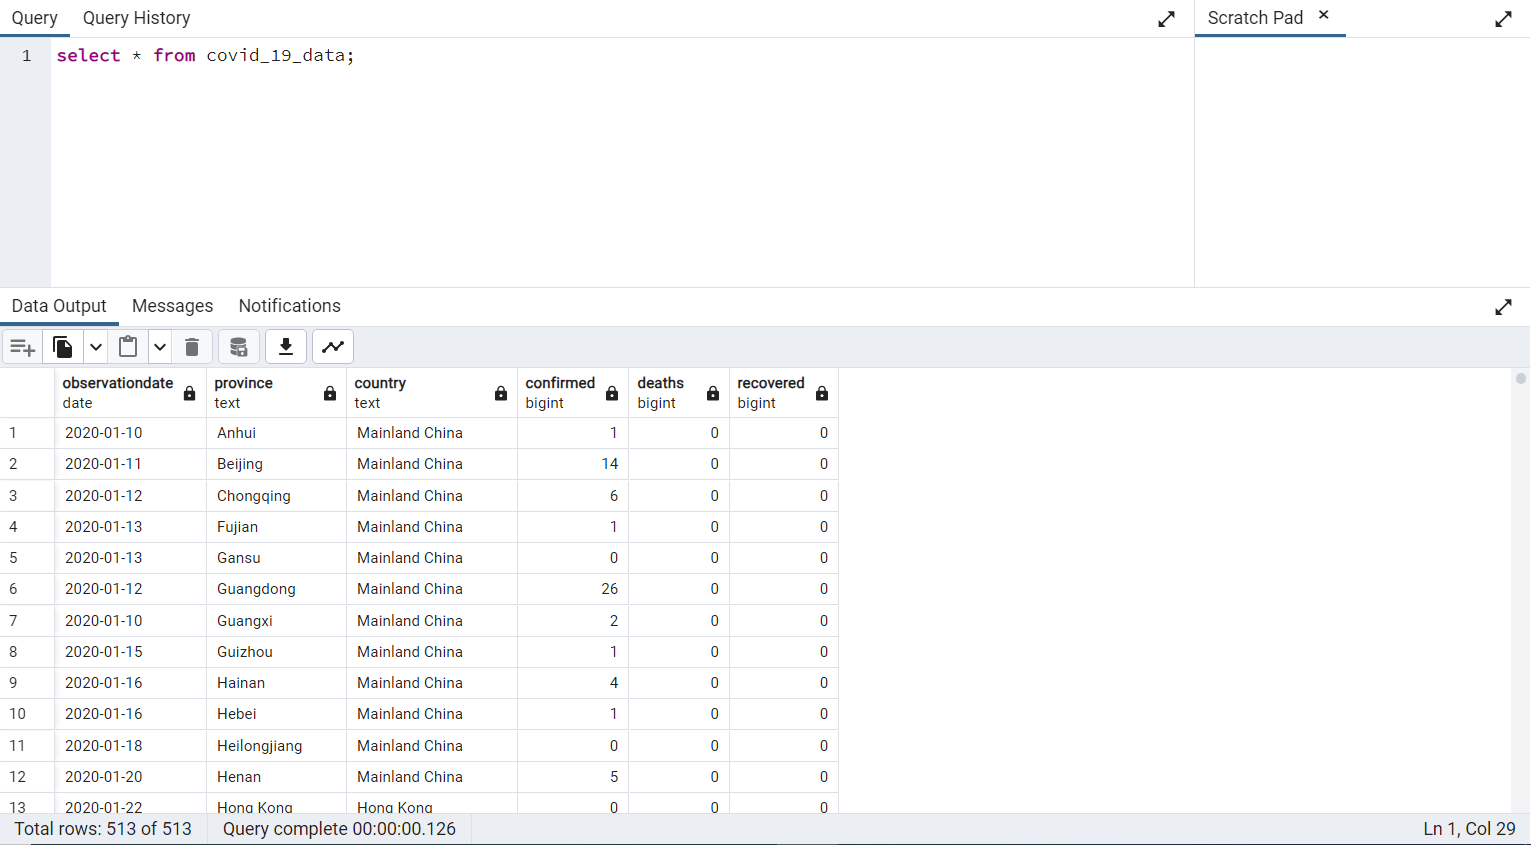 Query Query History Scratch Pad ×
1 select * from covid_19_data;
Data Output Messages Notifications
observationdate province country confirmed deaths recovered
date text text bigint bigint bigint
1 2020-01-10 Anhui Mainland China 1 0 0
2 2020-01-11 Beijing Mainland China 14 0 0
3 2020-01-12 Chongqing Mainland China 6 0 0
4 2020-01-13 Fujian Mainland China 1 0 0
5 2020-01-13 Gansu Mainland China 0 0 0
6 2020-01-12 Guangdong Mainland China 26 0 0
7 2020-01-10 Guangxi Mainland China 2 0 0
8 2020-01-15 Guizhou Mainland China 1 0 0
9 2020-01-16 Hainan Mainland China 4 0 0
10 2020-01-16 Hebei Mainland China 1 0 0
11 2020-01-18 Heilongjiang Mainland China 0 0 0
12 2020-01-20 Henan Mainland China 5 0 0
13 2020-01-22 Hong Kong Hong Kong 0 0 0
Total rows: 513 of 513 Query complete 00:00:00.126 Ln 1, Col 29